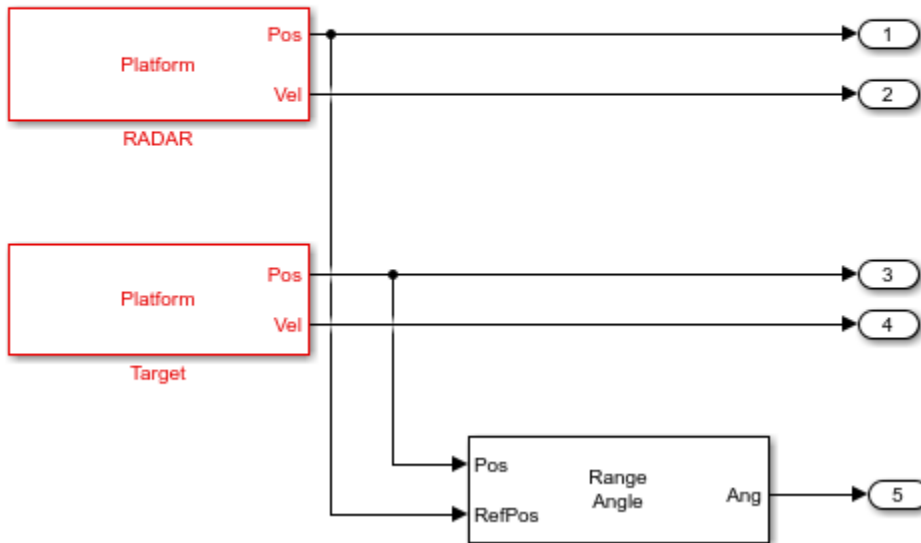 Pos
1
Platform
Vel
2
RADAR
Pos
3
Platform
Vel
4
Target
Pos
Range
Angle
Ang
5
RefPos